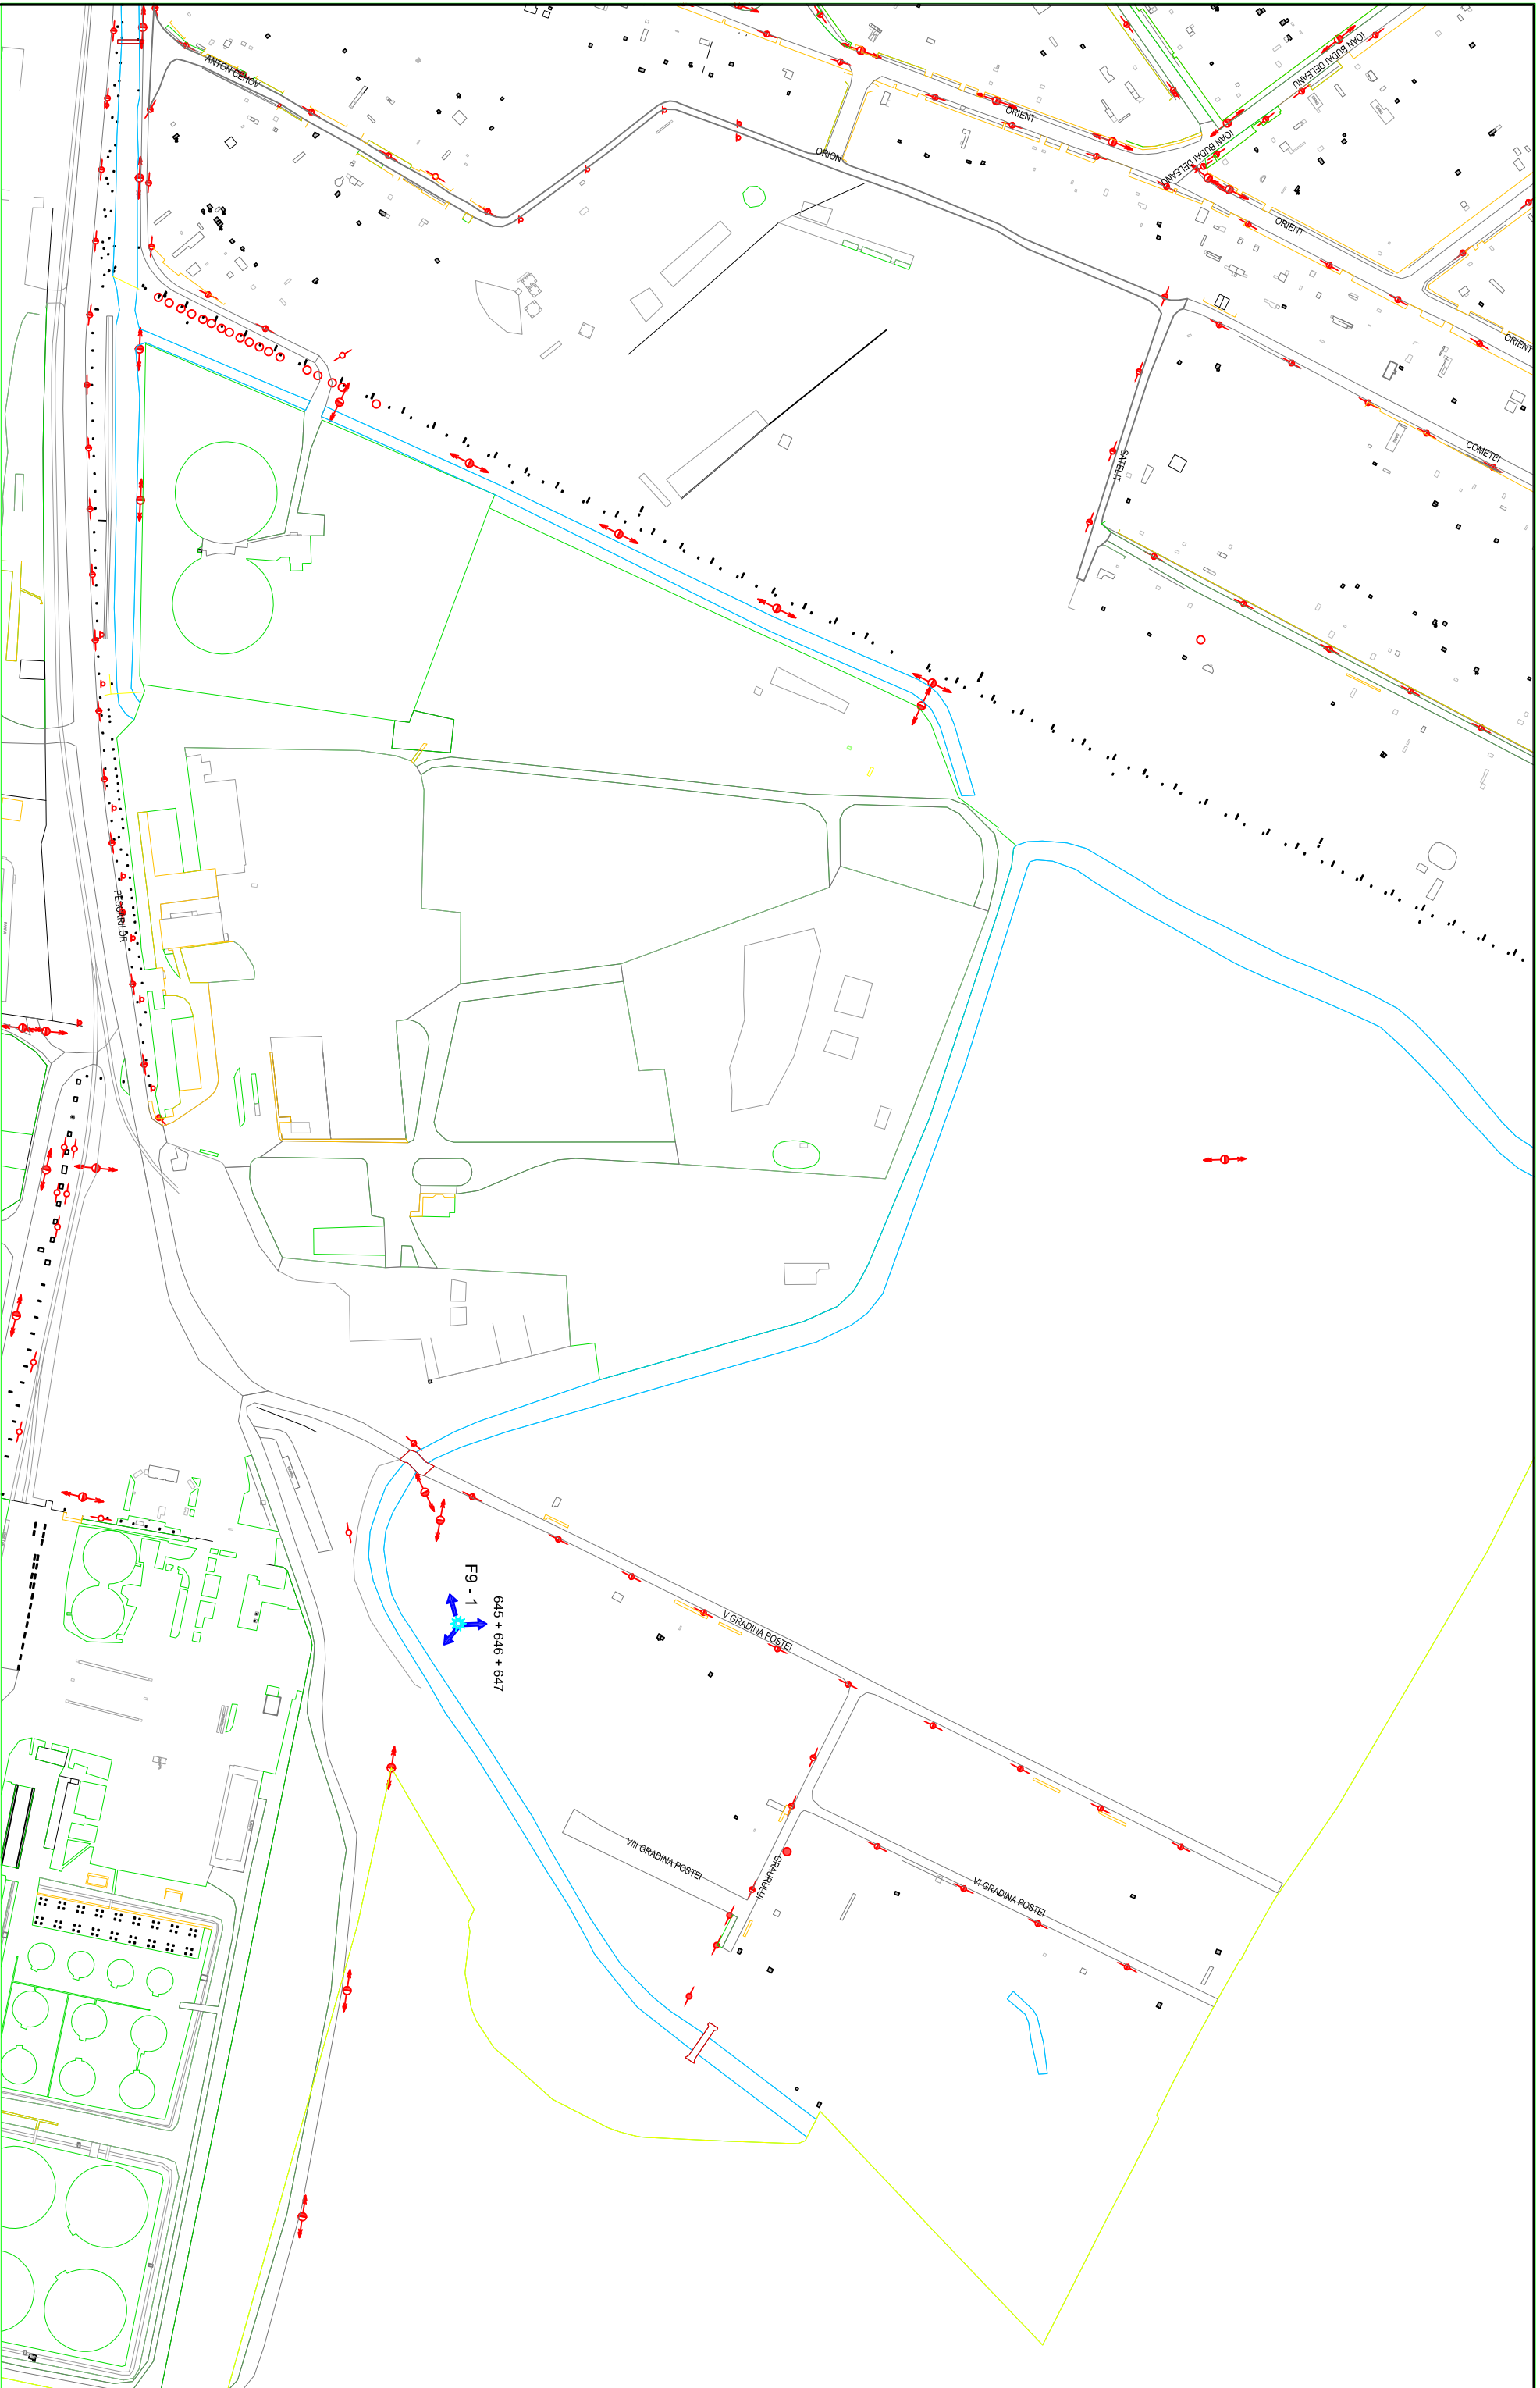 IOAN BUDAI DELEANU
ANTON CEHOV
ORIENT
IOAN BUDAI DELEANU
ORION
ORIENT
ORIENT
COMETEI
SATELIT
PESCARILOR
F9 - 1
645 + 646 + 647
V GRADINA POSTEI
VIII GRADINA POSTEI
GRAURULUI
VI GRADINA POSTEI